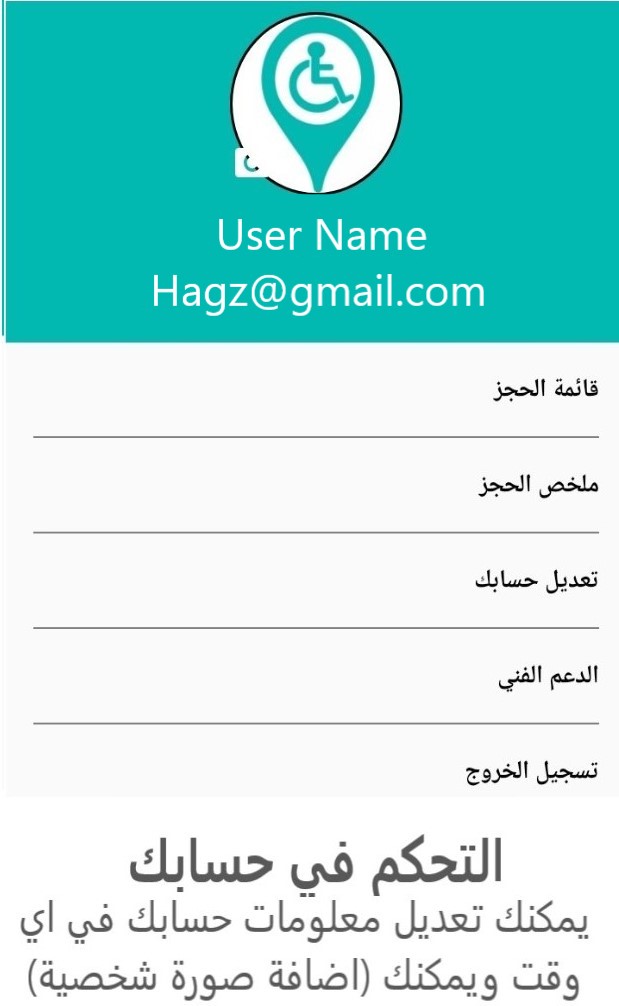 User Name
Hagz@gmail.com
قائمة الحجز
ملخص الحجز
تعديل حسابك
الدعم الفني
تسجيل الخروج
التحكم في حسابك
يمكنك تعديل معلومات حسابك في اي
وقت ويمكنك (اضافة صورة شخصية)